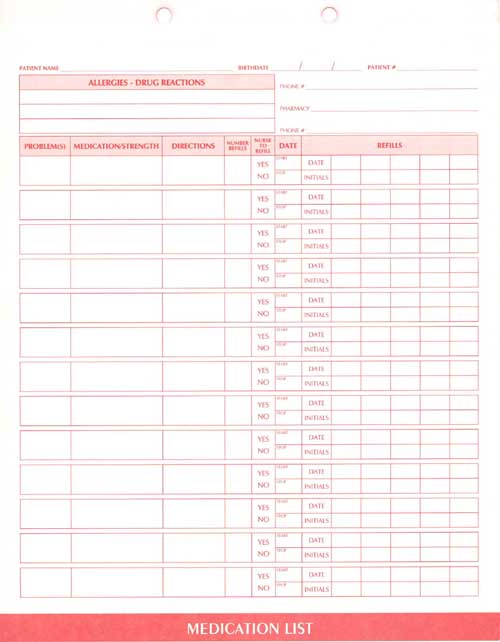 PATIENT NAME BIRTHDATE / / PATIENT #
ALLERGIES - DRUG REACTIONS
PHONE #
PHARMACY
PHONE #
PROBLEM(S) MEDICATION/STRENGTH DIRECTIONS NUMBER REFILLS NURSE TO REFILL DATE REFILLS
YES START DATE
NO STOP INITIALS
YES START DATE
NO STOP INITIALS
YES START DATE
NO STOP INITIALS
YES START DATE
NO STOP INITIALS
YES START DATE
NO STOP INITIALS
YES START DATE
NO STOP INITIALS
YES START DATE
NO STOP INITIALS
YES START DATE
NO STOP INITIALS
YES START DATE
NO STOP INITIALS
YES START DATE
NO STOP INITIALS
YES START DATE
NO STOP INITIALS
YES START DATE
NO STOP INITIALS
YES START DATE
NO STOP INITIALS
MEDICATION LIST